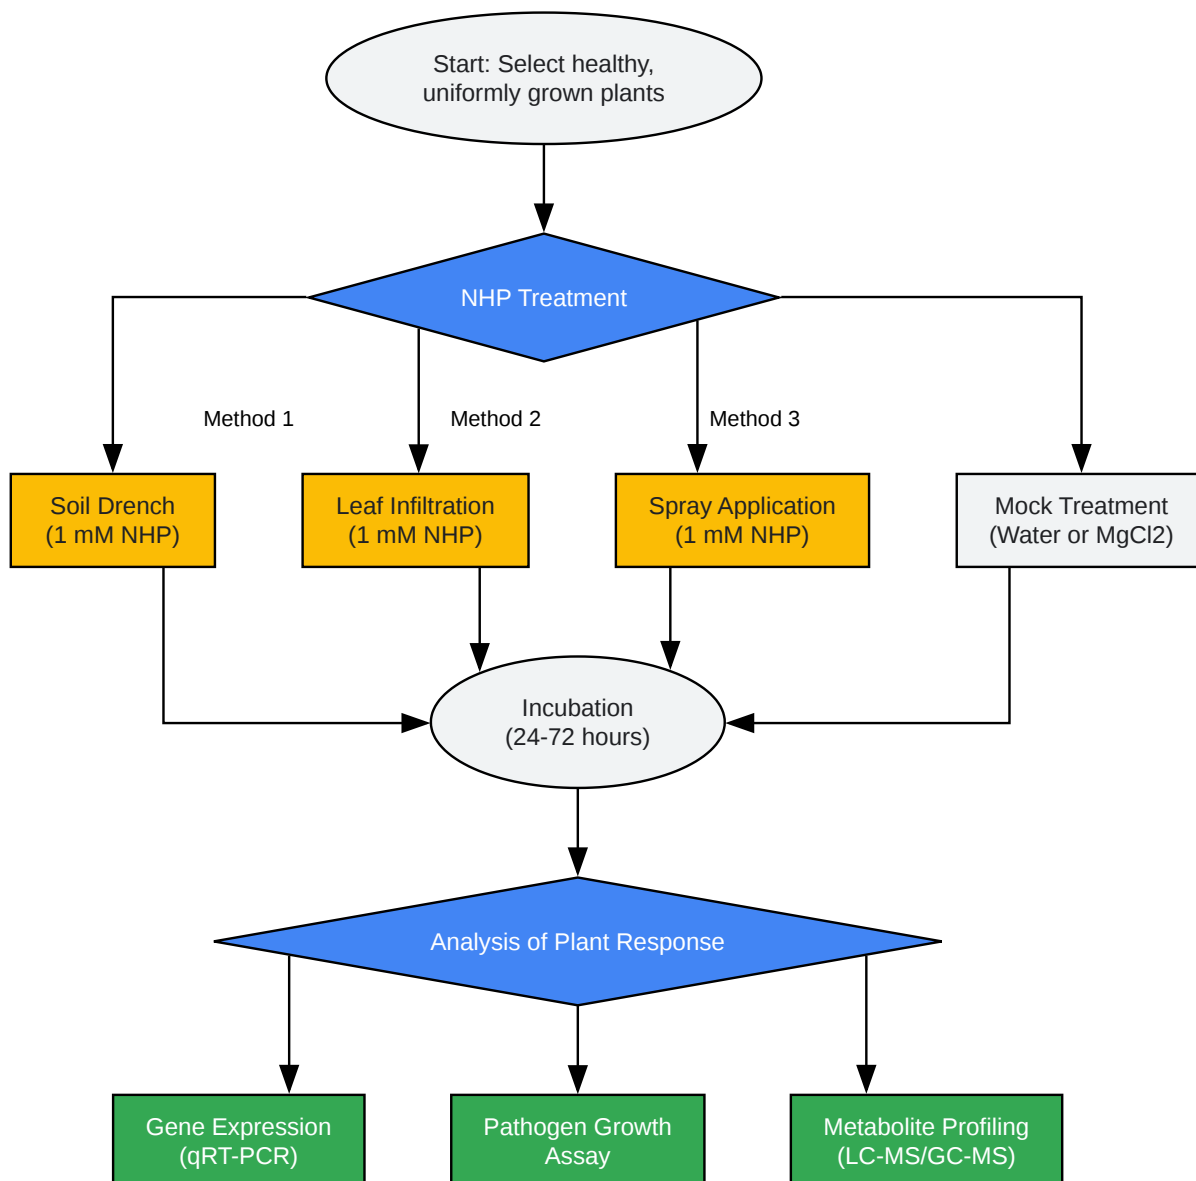 Start: Select healthy,
uniformly grown plants
NHP Treatment
Method 1
Method 2
Method 3
Soil Drench
(1 mM NHP)
Leaf Infiltration
(1 mM NHP)
Spray Application
(1 mM NHP)
Mock Treatment
(Water or MgCl2)
Incubation
(24-72 hours)
Analysis of Plant Response
Gene Expression
(qRT-PCR)
Pathogen Growth
Assay
Metabolite Profiling
(LC-MS/GC-MS)